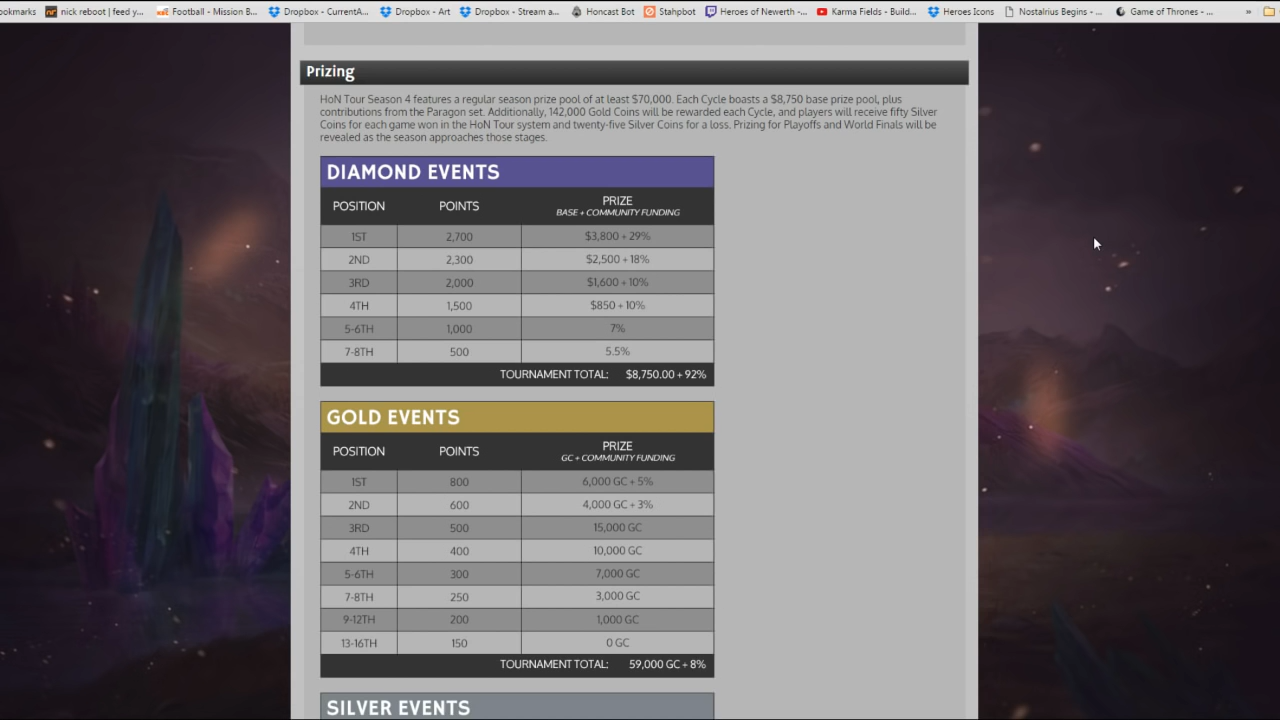 ookmarks nick reboot | feed y... Football - Mission B... Dropbox - CurrentA... Dropbox - Art Dropbox - Stream a... Honcast Bot Stahpbot Heroes of Newerth -... Karma Fields - Build... Heroes Icons Nostalrius Begins - ... Game of Thrones - ... »
Prizing
HoN Tour Season 4 features a regular season prize pool of at least $70,000. Each Cycle boasts a $8,750 base prize pool, plus
contributions from the Paragon set. Additionally, 142,000 Gold Coins will be rewarded each Cycle, and players will receive fifty Silver
Coins for each game won in the HoN Tour system and twenty-five Silver Coins for a loss. Prizing for Playoffs and World Finals will be
revealed as the season approaches those stages.
DIAMOND EVENTS
POSITION POINTS PRIZE
BASE + COMMUNITY FUNDING
1ST 2,700 $3,800 + 29%
2ND 2,300 $2,500 + 18%
3RD 2,000 $1,600 + 10%
4TH 1,500 $850 + 10%
5-6TH 1,000 7%
7-8TH 500 5.5%
TOURNAMENT TOTAL: $8,750.00 + 92%
GOLD EVENTS
POSITION POINTS PRIZE
GC + COMMUNITY FUNDING
1ST 800 6,000 GC + 5%
2ND 600 4,000 GC + 3%
3RD 500 15,000 GC
4TH 400 10,000 GC
5-6TH 300 7,000 GC
7-8TH 250 3,000 GC
9-12TH 200 1,000 GC
13-16TH 150 0 GC
TOURNAMENT TOTAL: 59,000 GC + 8%
SILVER EVENTS